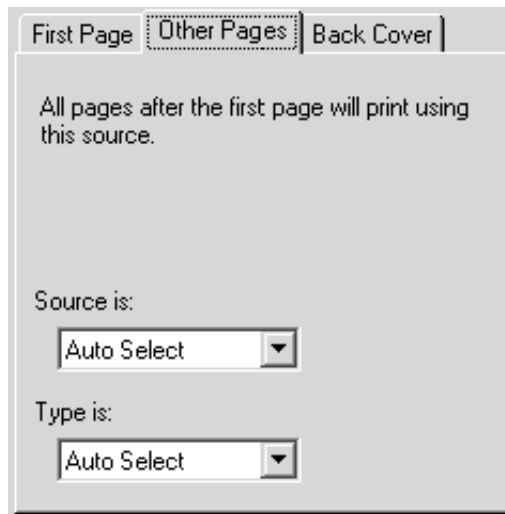 First Page Other Pages Back Cover
All pages after the first page will print using
this source.
Source is:
Auto Select
Type is:
Auto Select